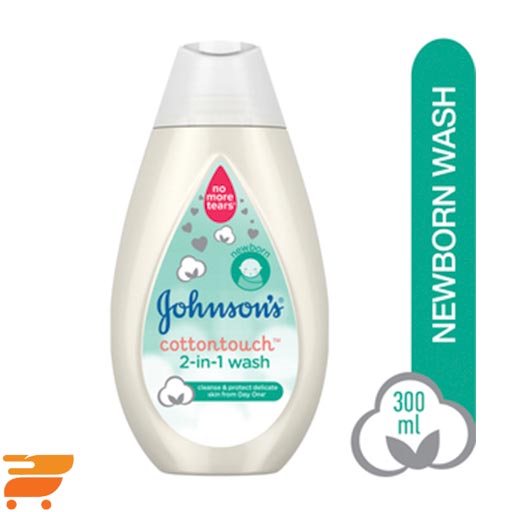 no
more
tears®
newborn
Johnson's®
cottontouch™
2-in-1 wash
cleanse & protect delicate
skin from Day One!
NEWBORN WASH
300
ml